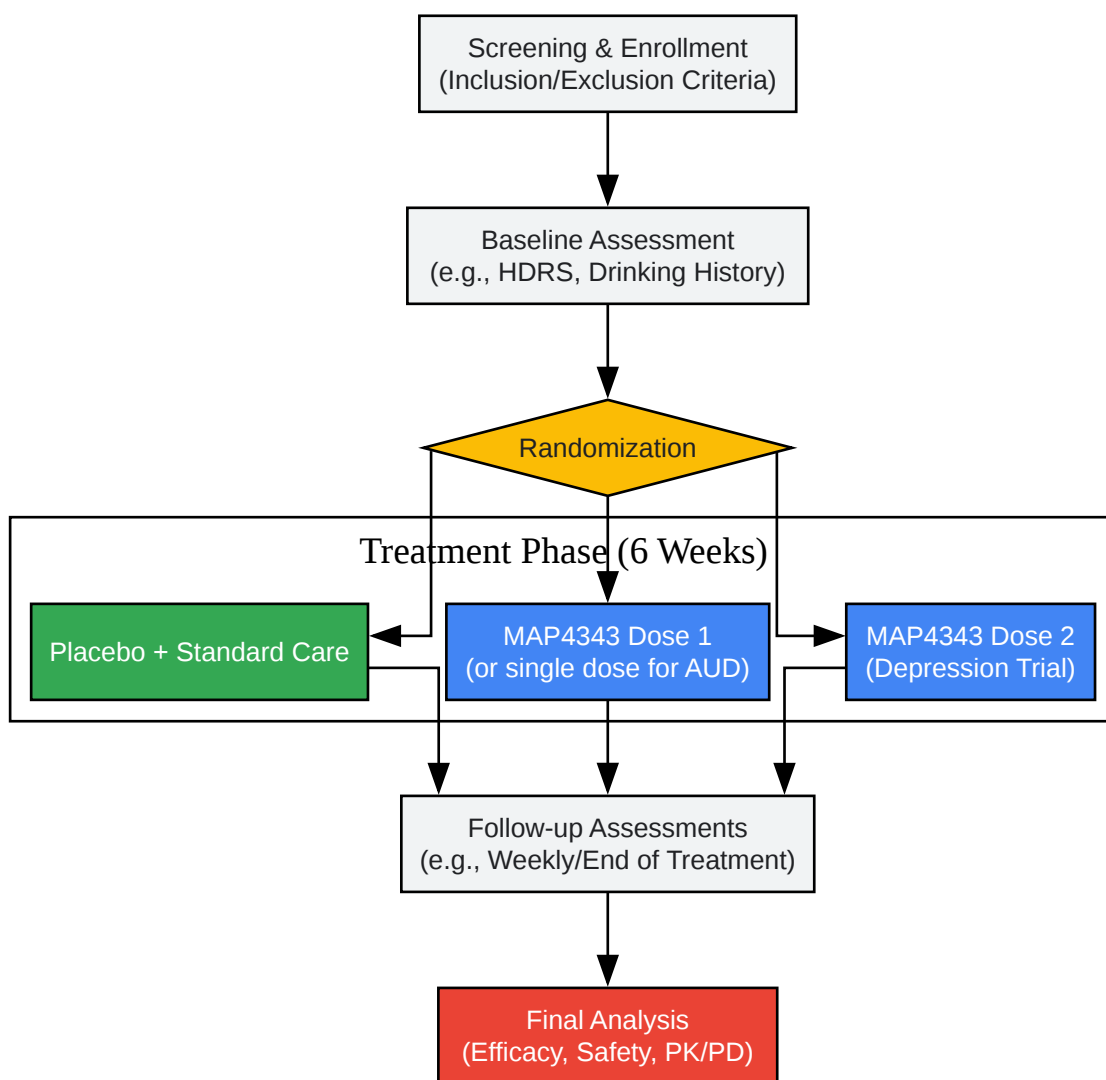 Screening & Enrollment
(Inclusion/Exclusion Criteria)
Baseline Assessment
(e.g., HDRS, Drinking History)
Randomization
Treatment Phase (6 Weeks)
Placebo + Standard Care
MAP4343 Dose 1
(or single dose for AUD)
MAP4343 Dose 2
(Depression Trial)
Follow-up Assessments
(e.g., Weekly/End of Treatment)
Final Analysis
(Efficacy, Safety, PK/PD)